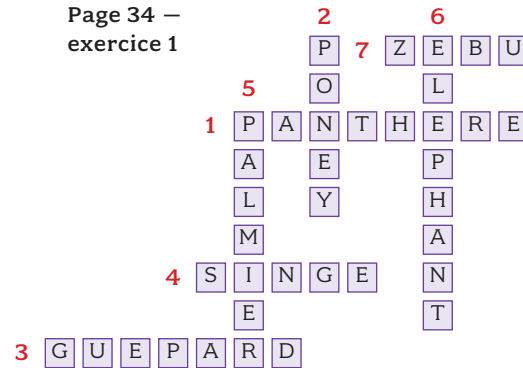 Page 34 — 2 6
exercice 1 P 7 Z E B U
5 O L
1 P A N T H E R E
A E P
L Y H
M A
4 S I N G E N
E T
3 G U E P A R D